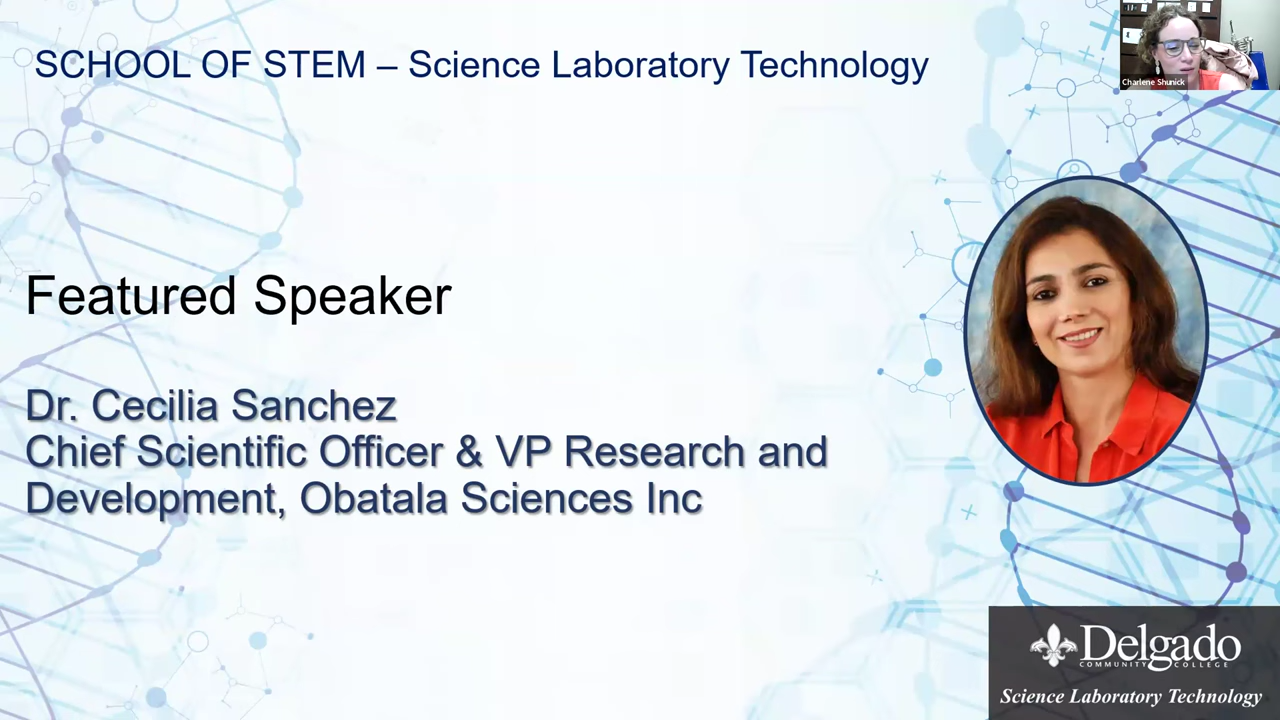 SCHOOL OF STEM – Science Laboratory Technology
Charlene Shunick
Featured Speaker
Dr. Cecilia Sanchez
Chief Scientific Officer & VP Research and
Development, Obatala Sciences Inc
Delgado
COMMUNITY COLLEGE
Science Laboratory Technology